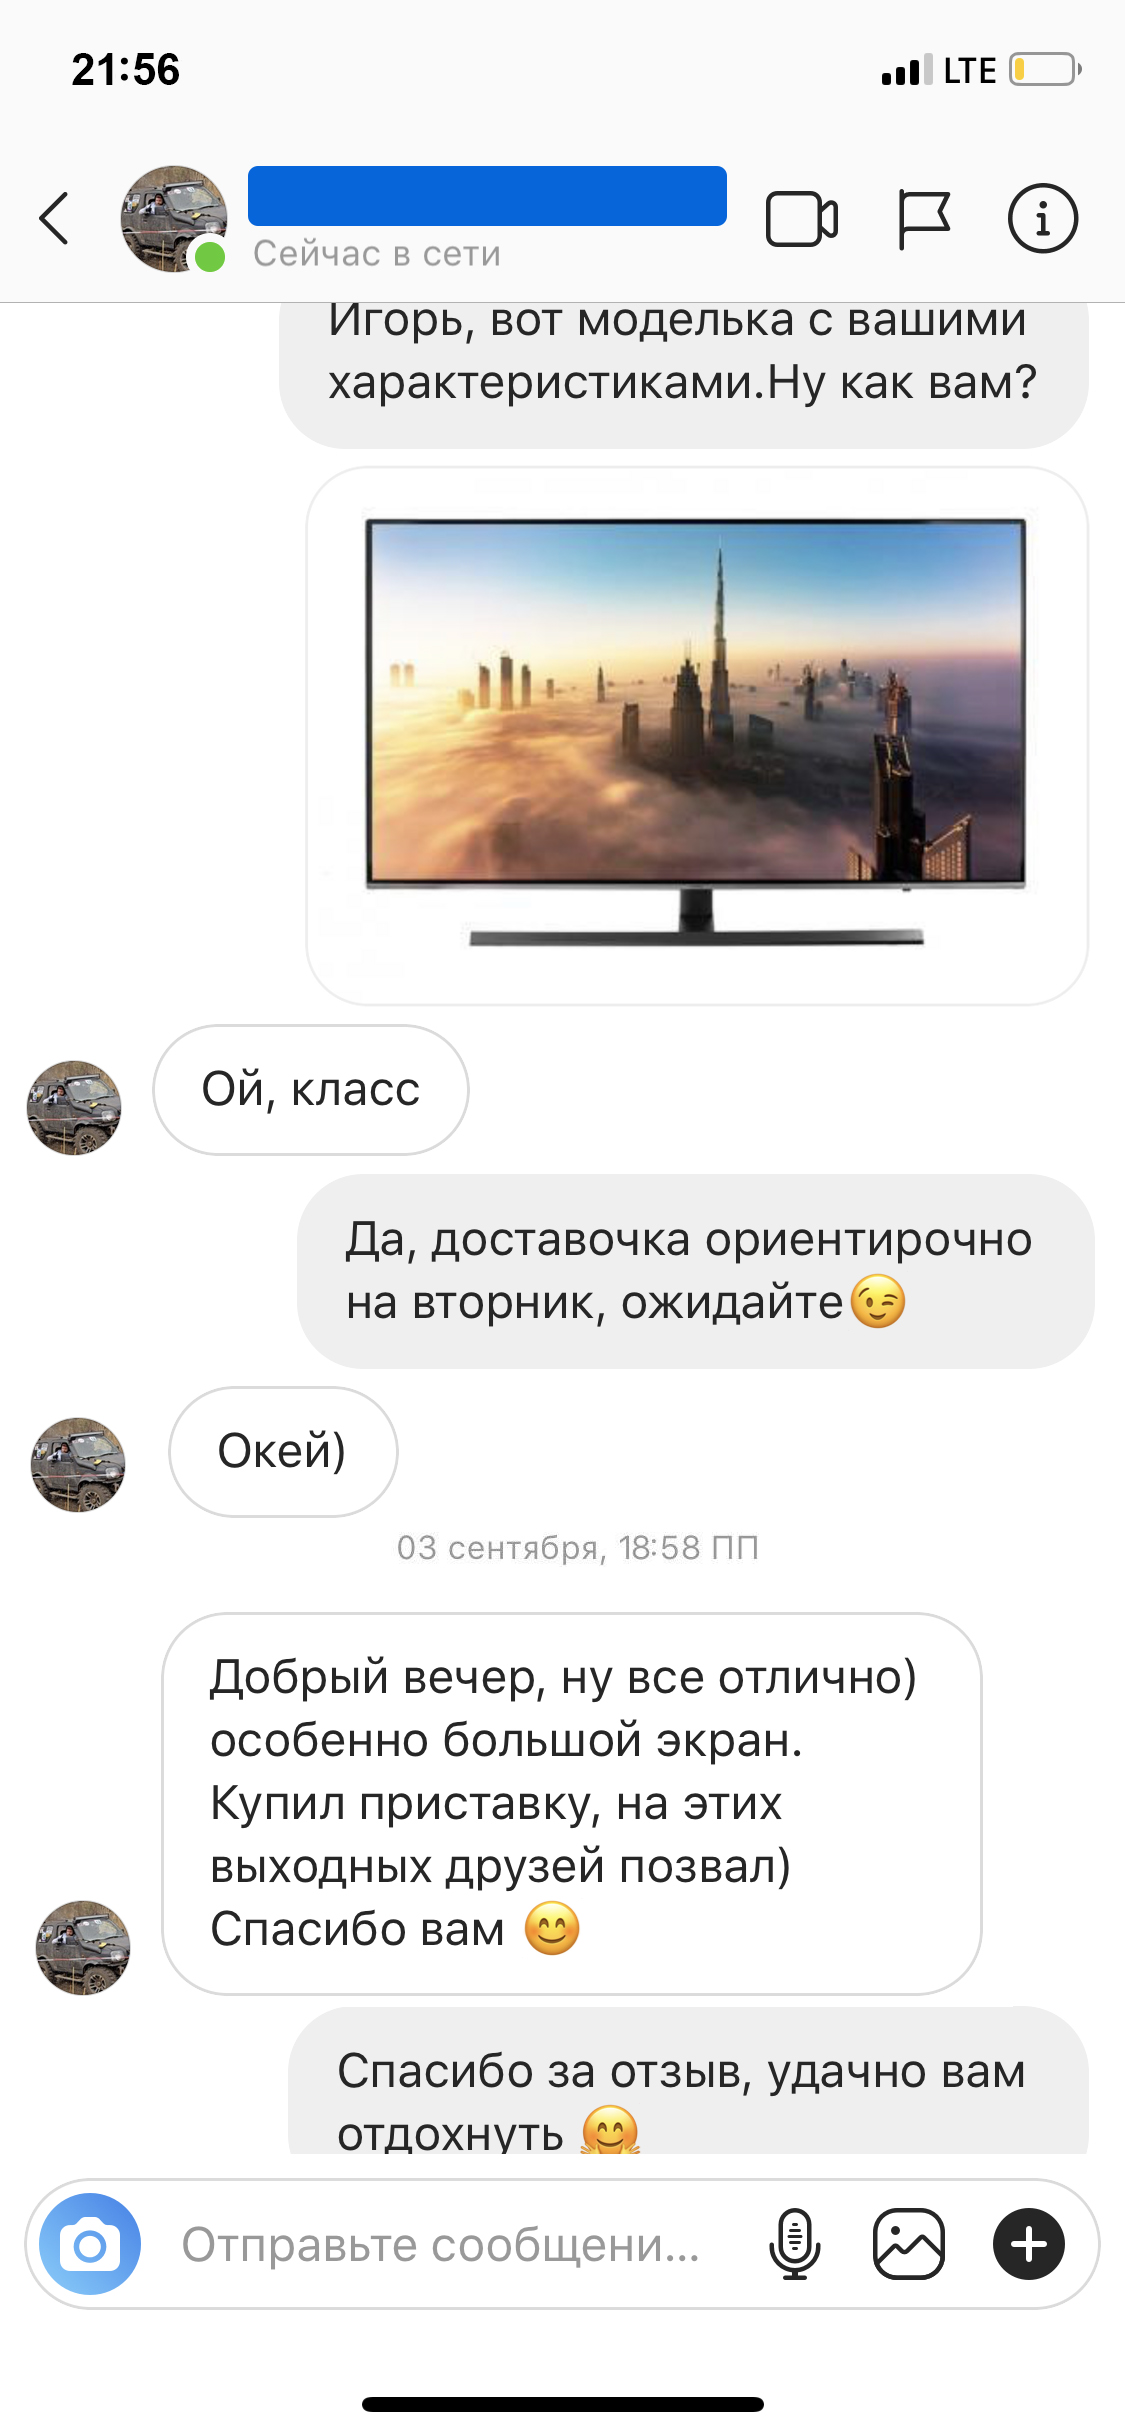 21:56
LTE
Сейчас в сети
Игорь, вот моделька с вашими
характеристиками.Ну как вам?
Ой, класс
Да, доставочка ориентирочно
на вторник, ожидайте😉
Окей)
03 сентября, 18:58 ПП
Добрый вечер, ну все отлично)
особенно большой экран.
Купил приставку, на этих
выходных друзей позвал)
Спасибо вам 😊
Спасибо за отзыв, удачно вам
отдохнуть 🤗
Отправьте сообщени...